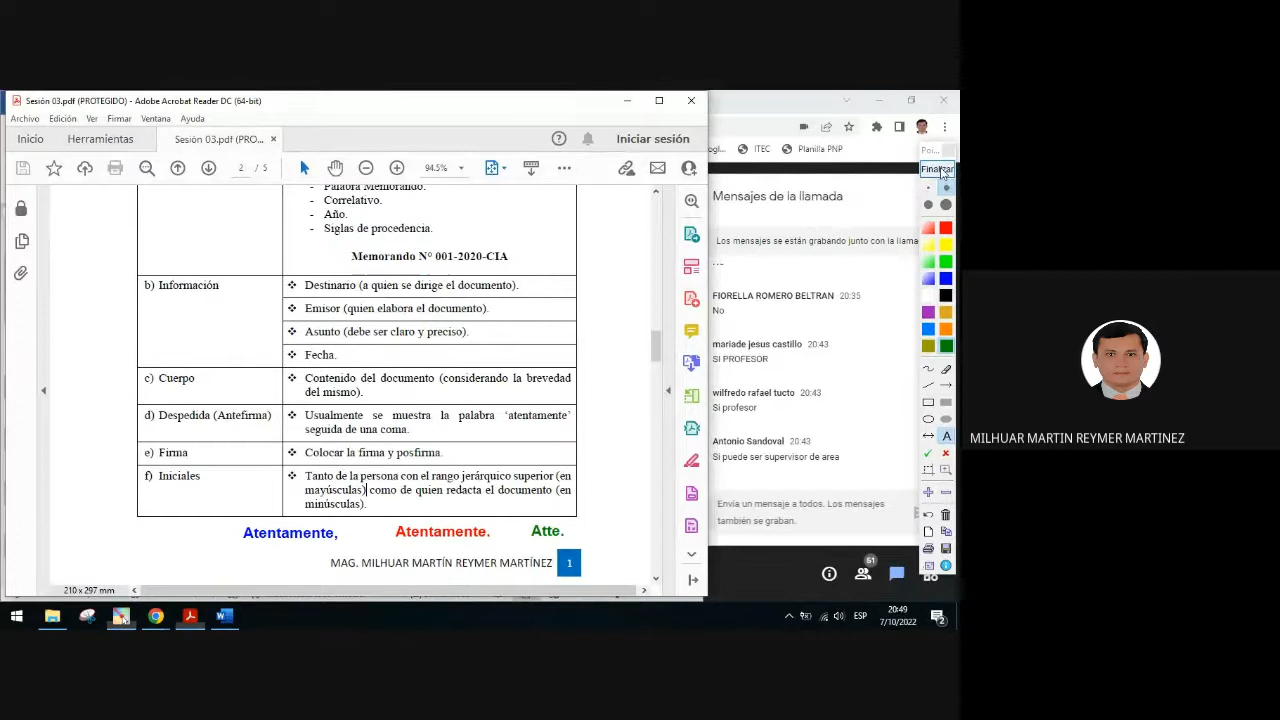 Sesión 03.pdf (PROTEGIDO) - Adobe Acrobat Reader DC (64-bit)
Archivo Edición Ver Firmar Ventana Ayuda
Inicio Herramientas Sesión 03.pdf (PRO... × Iniciar sesión
2 / 5 94.5%
- Palabra Memorando.
- Correlativo.
- Año.
- Siglas de procedencia.
Memorando N° 001-2020-CIA
b) Información ❖ Destinario (a quien se dirige el documento).
❖ Emisor (quien elabora el documento).
❖ Asunto (debe ser claro y preciso).
❖ Fecha.
c) Cuerpo ❖ Contenido del documento (considerando la brevedad
del mismo).
d) Despedida (Antefirma) ❖ Usualmente se muestra la palabra ‘atentamente’
seguida de una coma.
e) Firma ❖ Colocar la firma y posfirma.
f) Iniciales ❖ Tanto de la persona con el rango jerárquico superior (en
mayúsculas) como de quien redacta el documento (en
minúsculas).
Atentamente, Atentamente. Atte.
MAG. MILHUAR MARTÍN REYMER MARTÍNEZ 1
210 x 297 mm
ITEC Planilla PNP
Mensajes de la llamada
Los mensajes se están grabando junto con la llama
FIORELLA ROMERO BELTRAN 20:35
No
mariade jesus castillo 20:43
SI PROFESOR
wilfredo rafael tucto 20:43
Si profesor
Antonio Sandoval 20:43
Si puede ser supervisor de area
Envía un mensaje a todos. Los mensajes
también se graban.
51
Finalizar
A
MILHUAR MARTIN REYMER MARTINEZ
ESP
20:49
7/10/2022
2